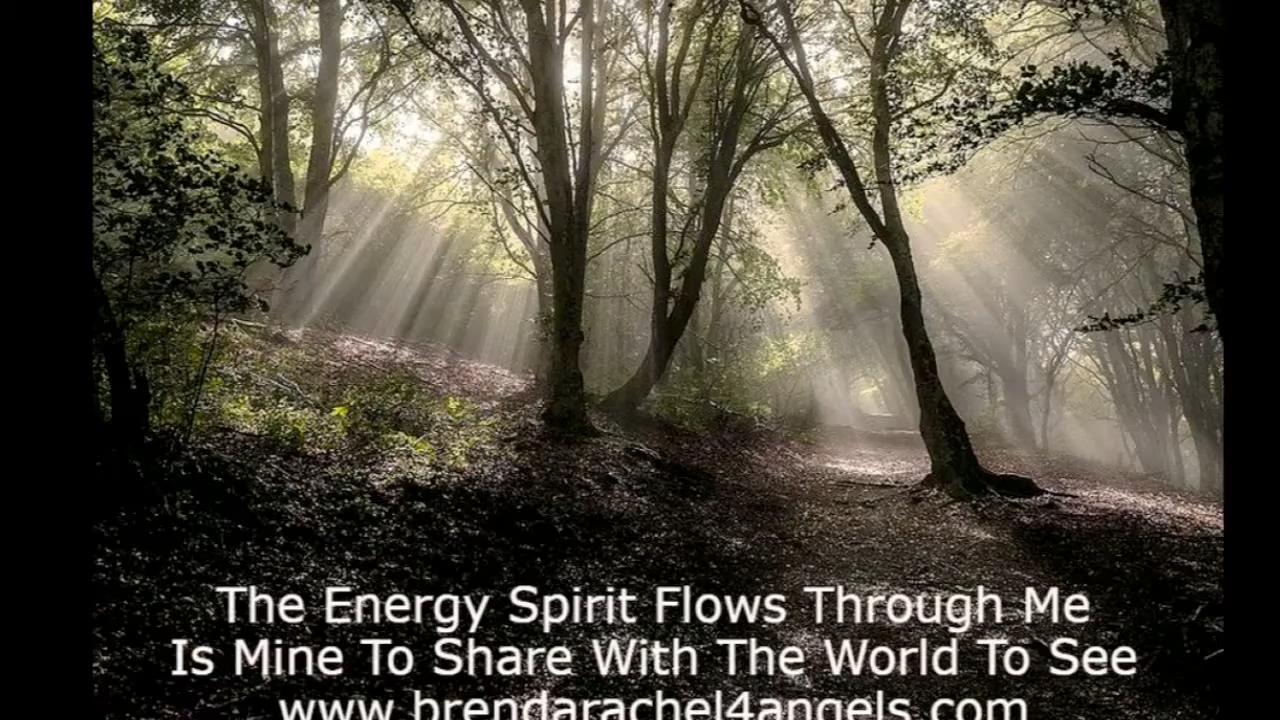 The Energy Spirit Flows Through Me
Is Mine To Share With The World To See
www.brendarachel4angels.com